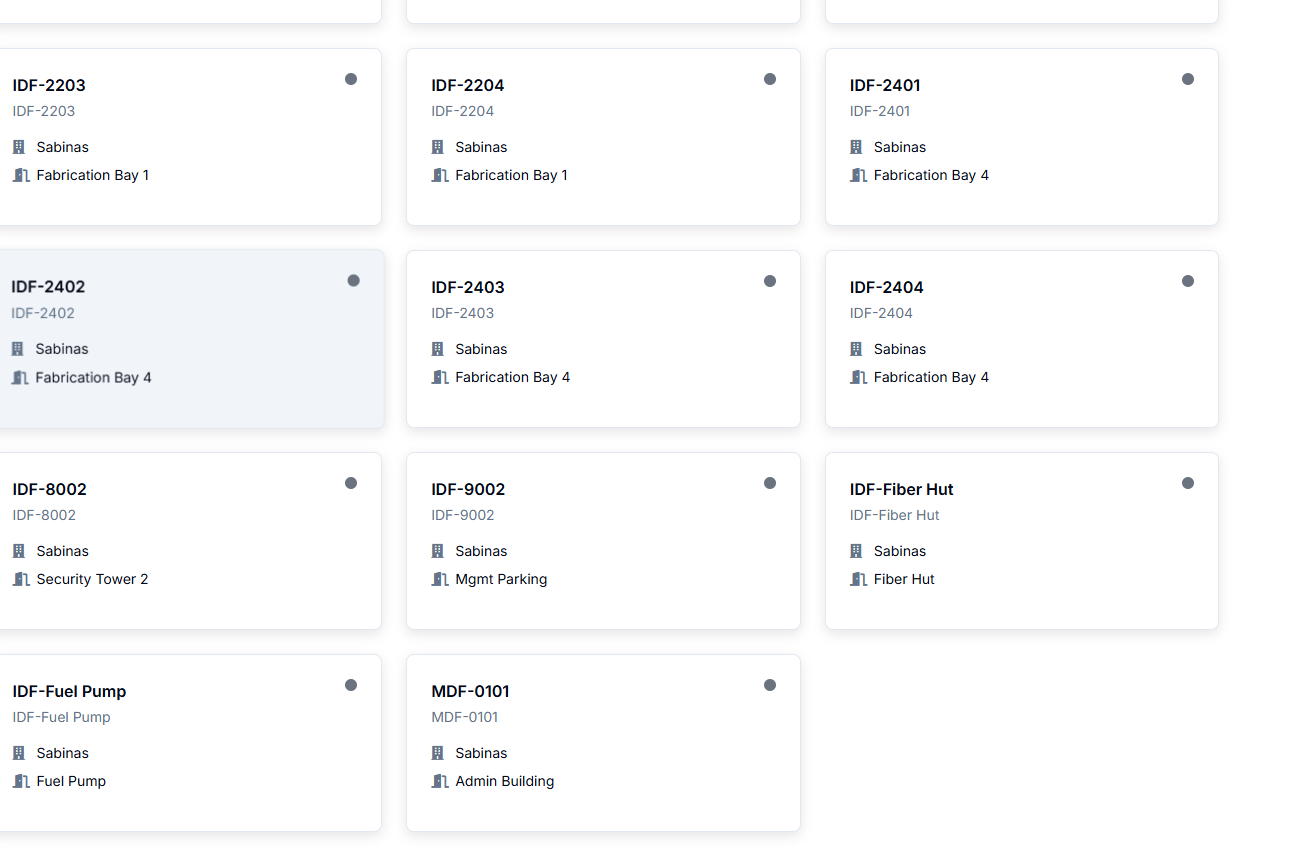 IDF-2203
IDF-2203
Sabinas
Fabrication Bay 1
IDF-2204
IDF-2204
Sabinas
Fabrication Bay 1
IDF-2401
IDF-2401
Sabinas
Fabrication Bay 4
IDF-2402
IDF-2402
Sabinas
Fabrication Bay 4
IDF-2403
IDF-2403
Sabinas
Fabrication Bay 4
IDF-2404
IDF-2404
Sabinas
Fabrication Bay 4
IDF-8002
IDF-8002
Sabinas
Security Tower 2
IDF-9002
IDF-9002
Sabinas
Mgmt Parking
IDF-Fiber Hut
IDF-Fiber Hut
Sabinas
Fiber Hut
IDF-Fuel Pump
IDF-Fuel Pump
Sabinas
Fuel Pump
MDF-0101
MDF-0101
Sabinas
Admin Building